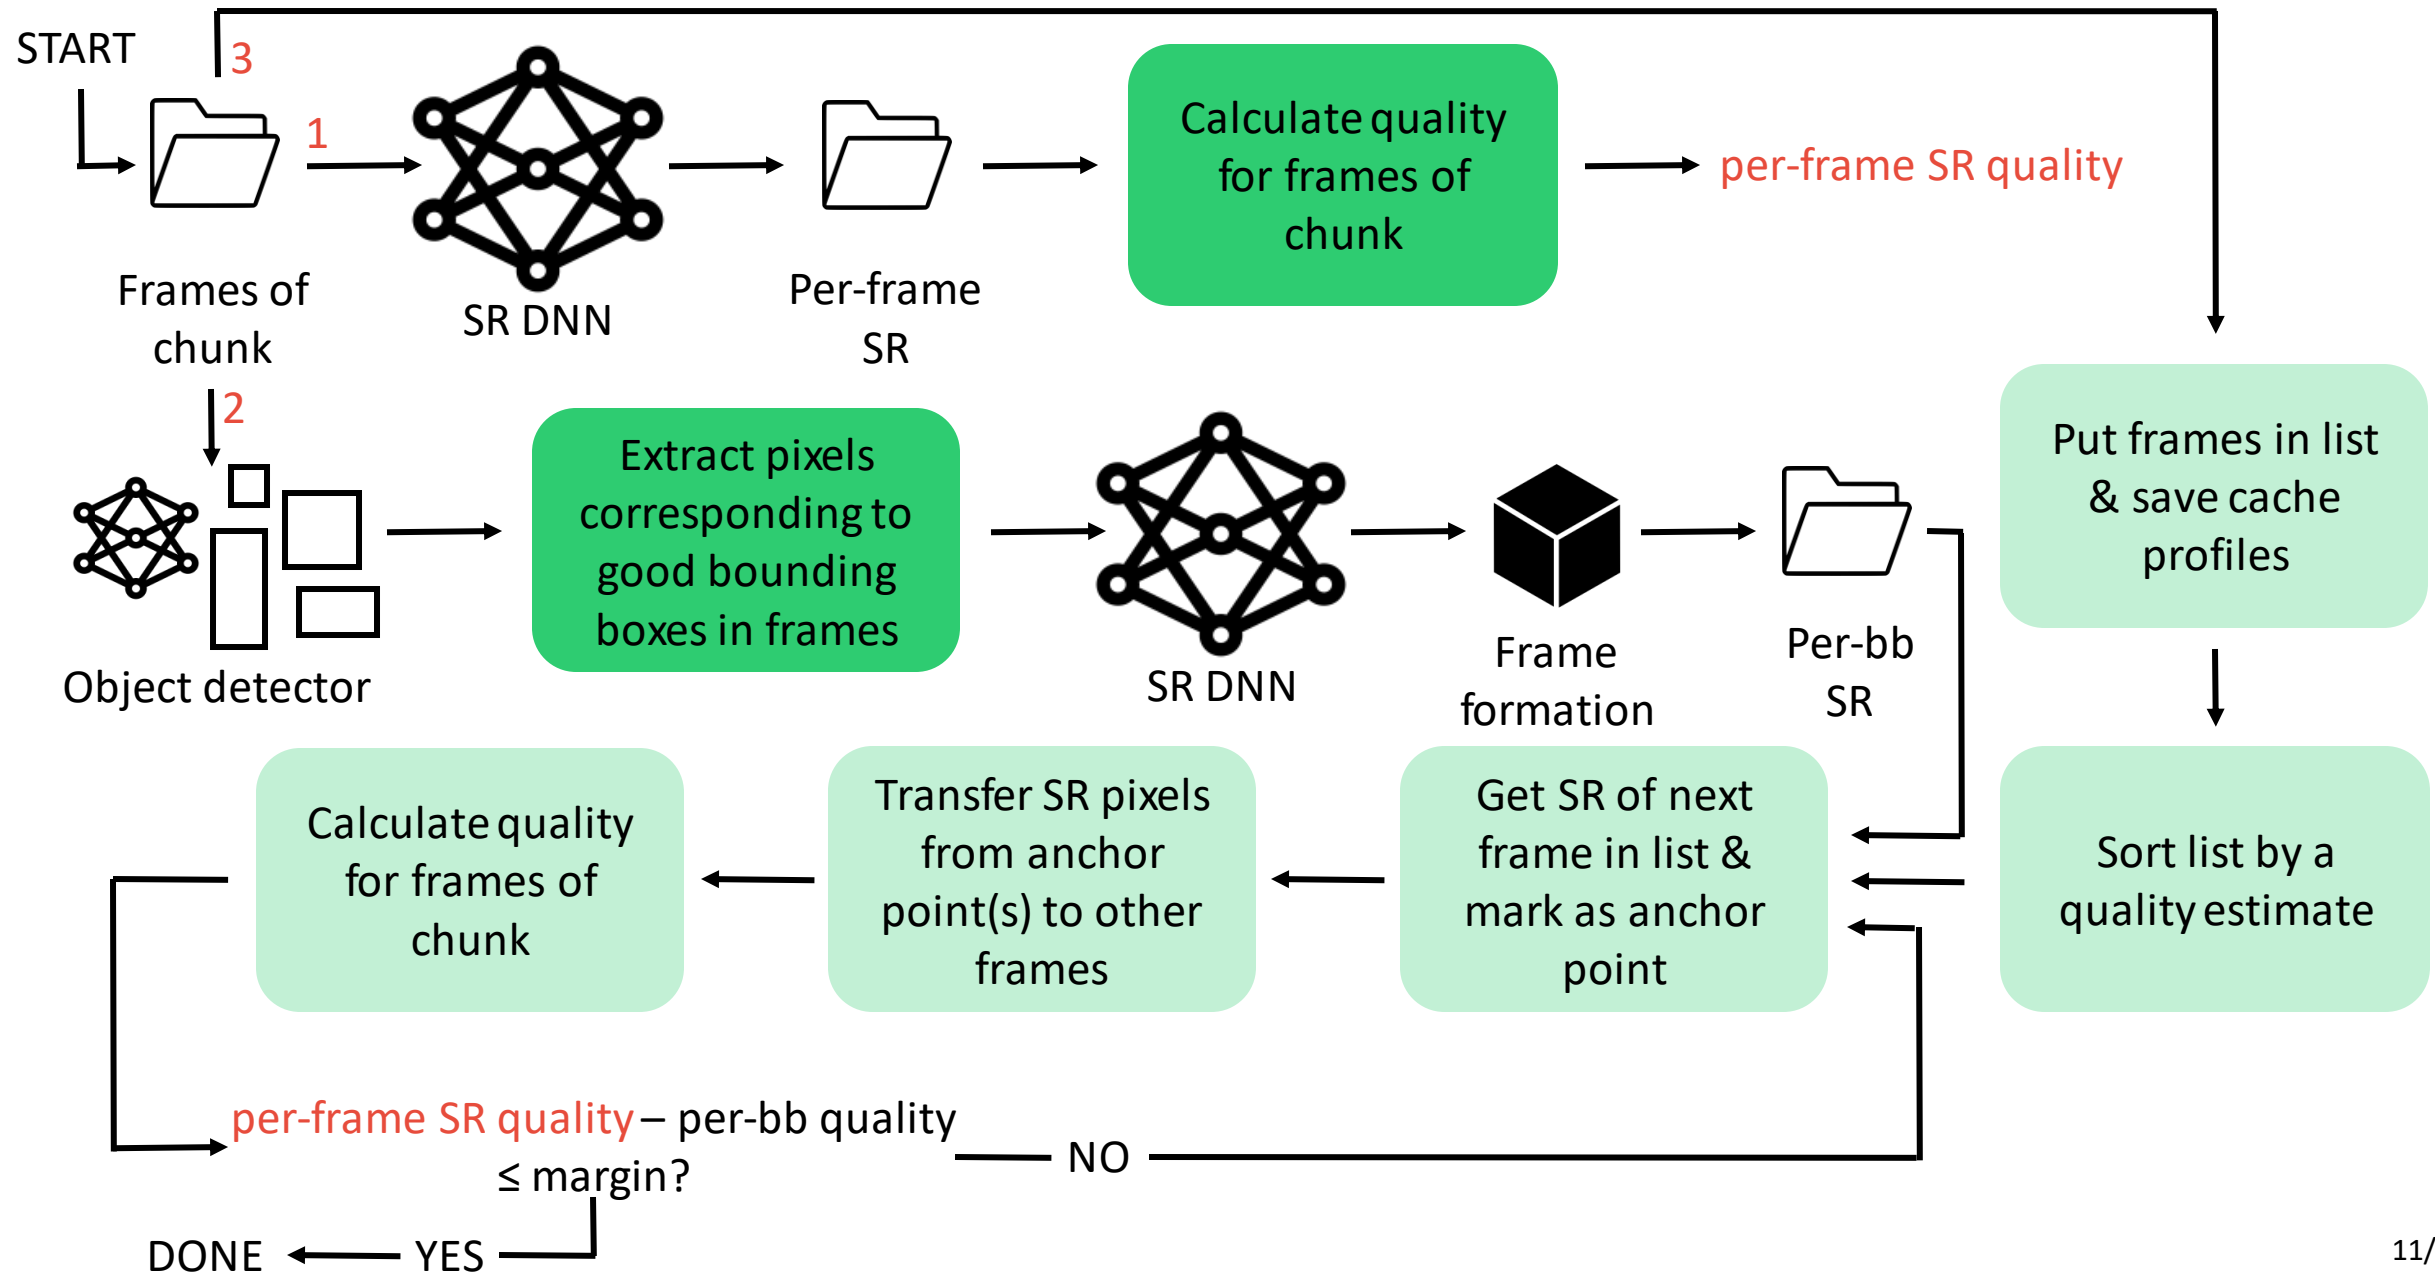 START
3
1
Frames of
chunk
SR DNN
Per-frame
SR
Calculate quality
for frames of
chunk
per-frame SR quality
2
Object detector
Extract pixels
corresponding to
good bounding
boxes in frames
SR DNN
Frame
formation
Per-bb
SR
Put frames in list
& save cache
profiles
Sort list by a
quality estimate
Get SR of next
frame in list &
mark as anchor
point
Transfer SR pixels
from anchor
point(s) to other
frames
Calculate quality
for frames of
chunk
per-frame SR quality – per-bb quality
≤ margin?
NO
YES
DONE
11/